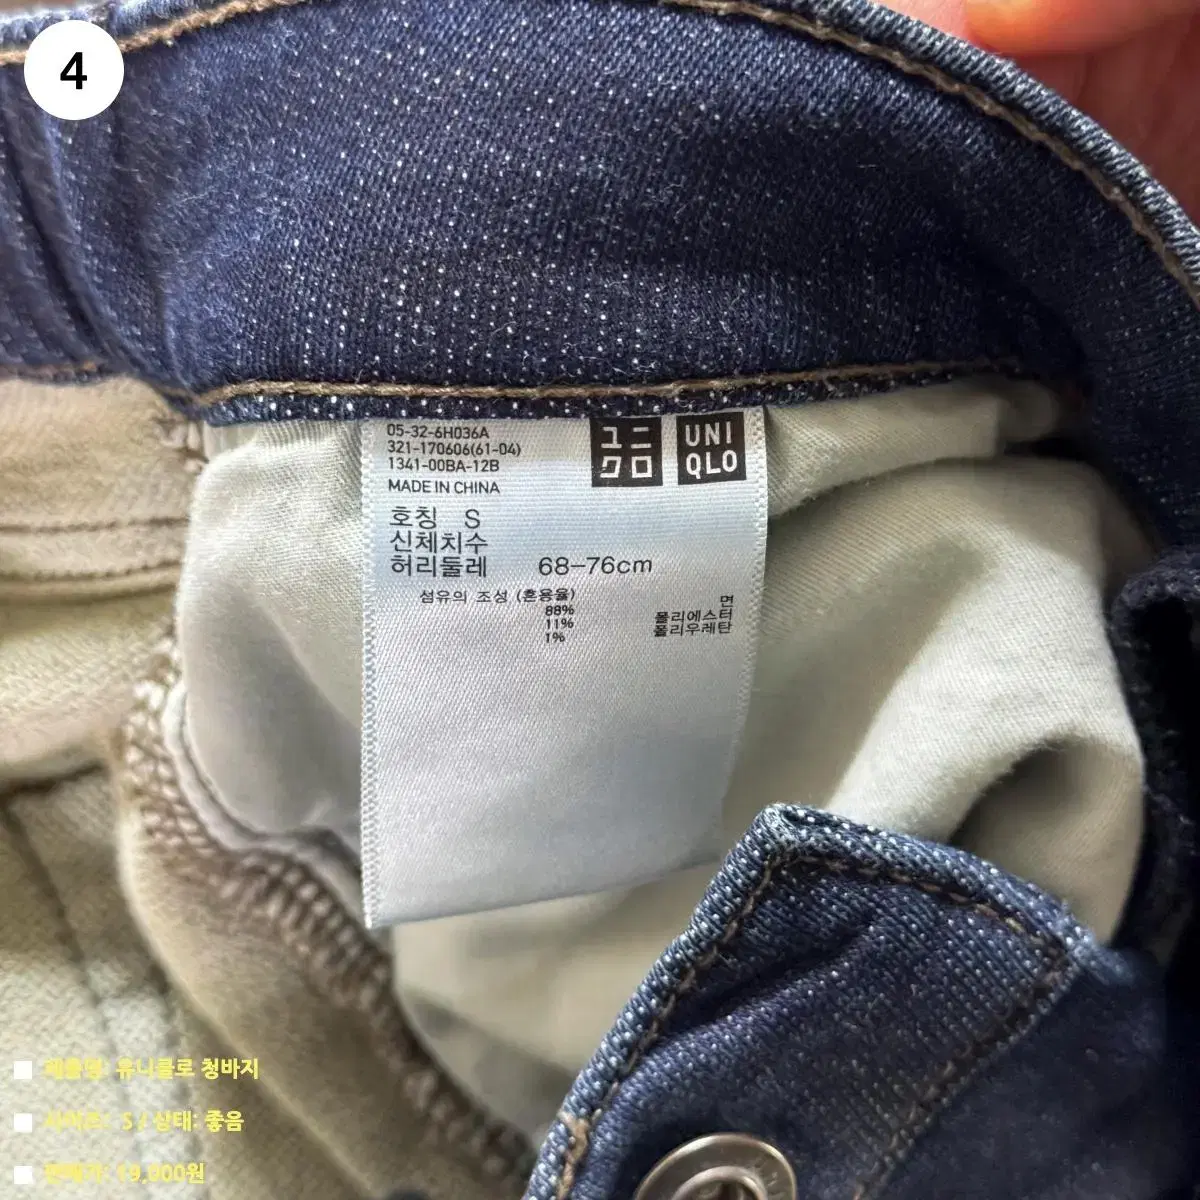 4
05-32-6H036A
321-170606(61-04)
1341-00BA-12B
MADE IN CHINA
ユニ
クロ
UNI
QLO
호칭 S
신체치수
허리둘레 68-76cm
섬유의 조성 (혼용율)
88% 면
11% 폴리에스터
1% 폴리우레탄
제품명: 유니클로 청바지
사이즈: S / 상태: 좋음
판매가: 19,000원